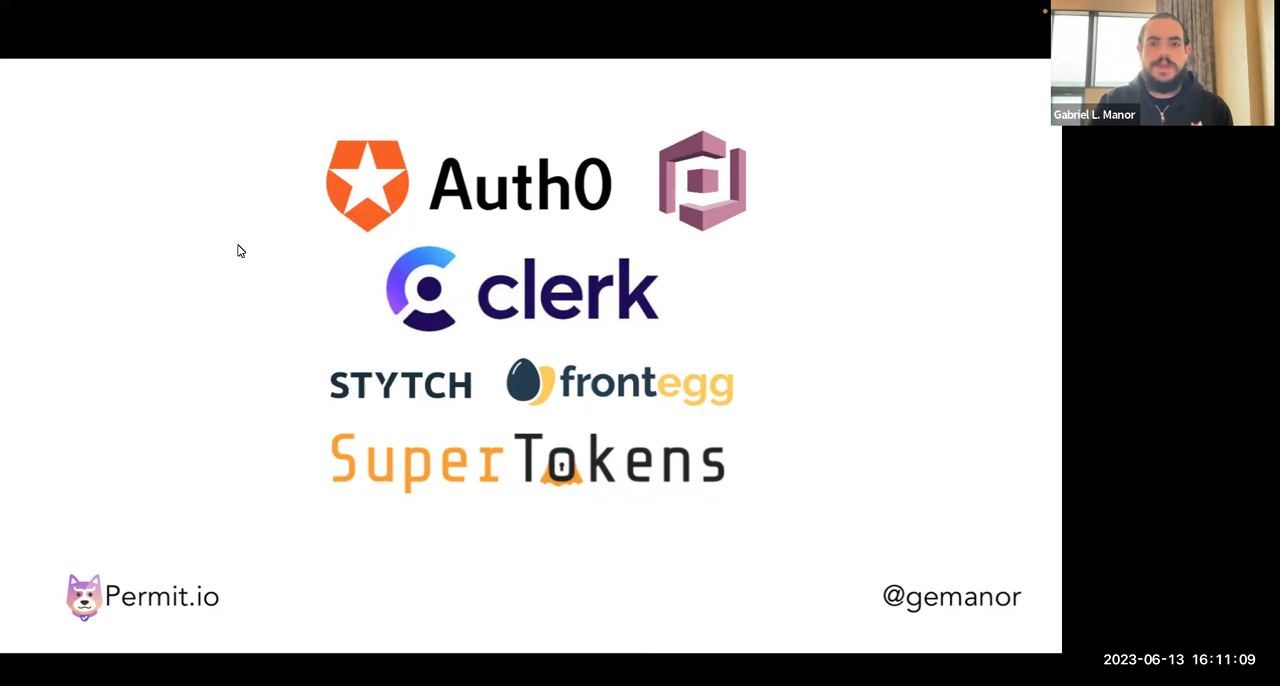 Gabriel L. Manor
Auth0
clerk
STYTCH
frontegg
SuperTokens
Permit.io
@gemanor
2023-06-13 16:11:09